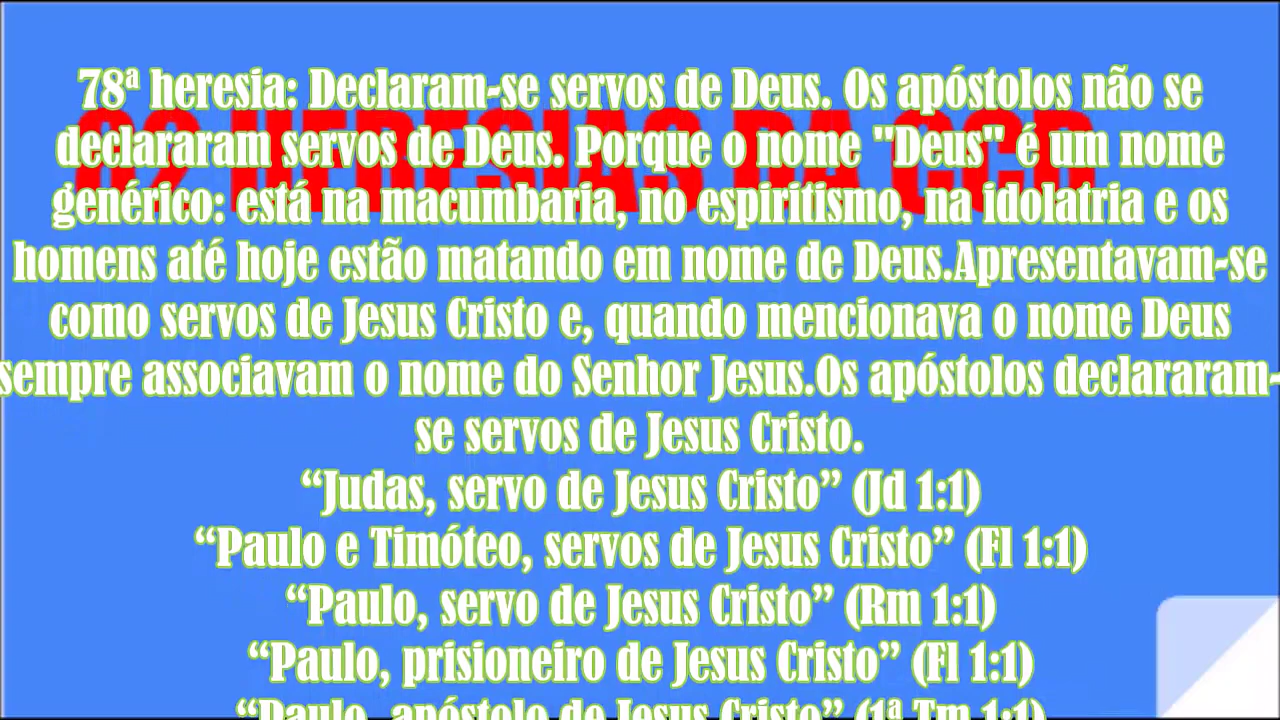 78ª heresia: Declaram-se servos de Deus. Os apóstolos não se
declararam servos de Deus. Porque o nome "Deus" é um nome
genérico: está na macumbaria, no espiritismo, na idolatria e os
homens até hoje estão matando em nome de Deus.Apresentavam-se
como servos de Jesus Cristo e, quando mencionava o nome Deus
sempre associavam o nome do Senhor Jesus.Os apóstolos declararam-
se servos de Jesus Cristo.
“Judas, servo de Jesus Cristo” (Jd 1:1)
“Paulo e Timóteo, servos de Jesus Cristo” (Fl 1:1)
“Paulo, servo de Jesus Cristo” (Rm 1:1)
“Paulo, prisioneiro de Jesus Cristo” (Fl 1:1)
“Paulo, apóstolo de Jesus Cristo” (1ª Tm 1:1)
HERESIAS DA